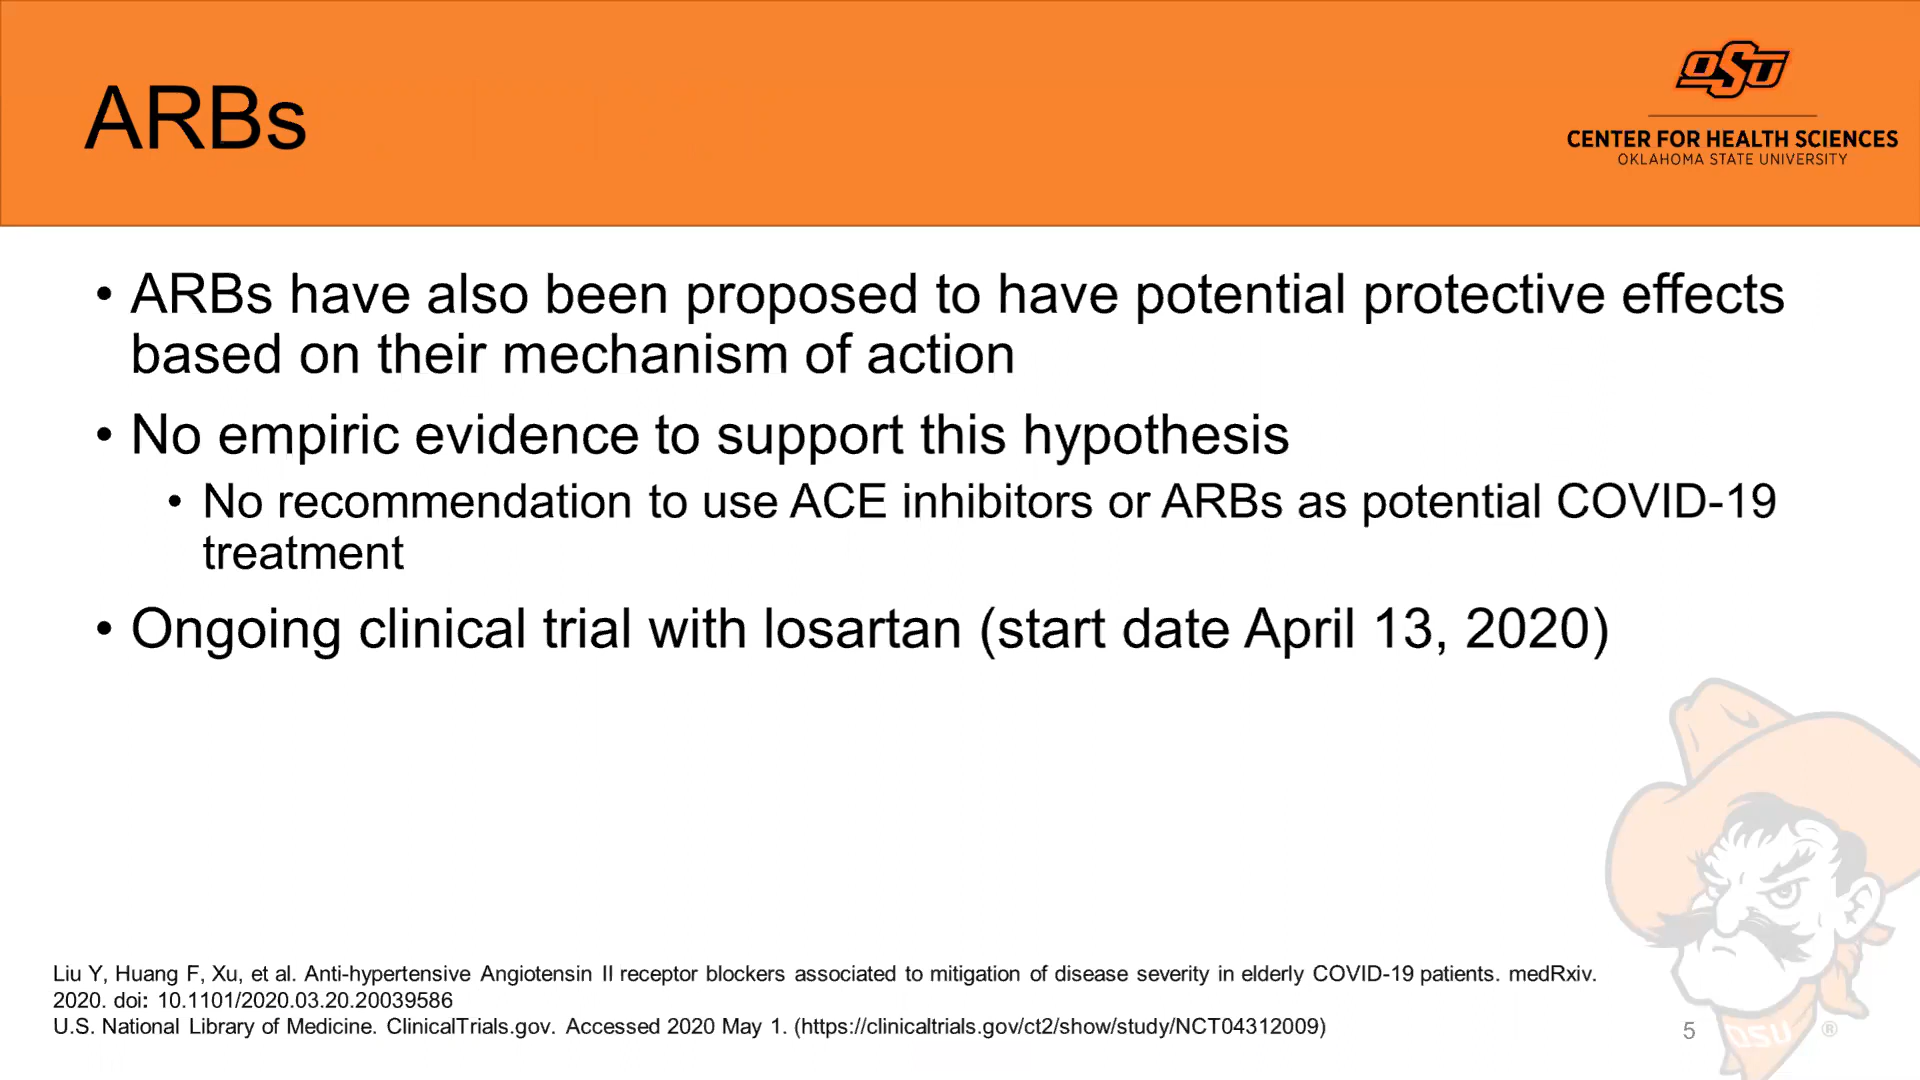 ARBs
OSU
CENTER FOR HEALTH SCIENCES
OKLAHOMA STATE UNIVERSITY
• ARBs have also been proposed to have potential protective effects
based on their mechanism of action
• No empiric evidence to support this hypothesis
• No recommendation to use ACE inhibitors or ARBs as potential COVID-19
treatment
• Ongoing clinical trial with losartan (start date April 13, 2020)
Liu Y, Huang F, Xu, et al. Anti-hypertensive Angiotensin II receptor blockers associated to mitigation of disease severity in elderly COVID-19 patients. medRxiv.
2020. doi: 10.1101/2020.03.20.20039586
U.S. National Library of Medicine. ClinicalTrials.gov. Accessed 2020 May 1. (https://clinicaltrials.gov/ct2/show/study/NCT04312009)
5
OSU ®